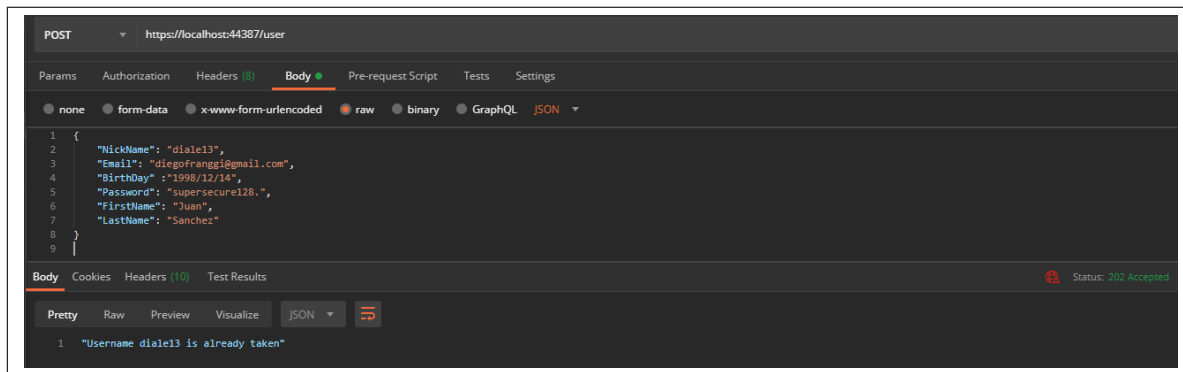 POST https://localhost:44387/user
Params Authorization Headers (8) Body Pre-request Script Tests Settings
none form-data x-www-form-urlencoded raw binary GraphQL JSON
1 {
2 "NickName": "diale13",
3 "Email": "diegofranggi@gmail.com",
4 "BirthDay" :"1998/12/14",
5 "Password": "supersecure128.",
6 "FirstName": "Juan",
7 "LastName": "Sanchez"
8 }
9
Body Cookies Headers (10) Test Results Status: 202 Accepted
Pretty Raw Preview Visualize JSON
1 "Username diale13 is already taken"